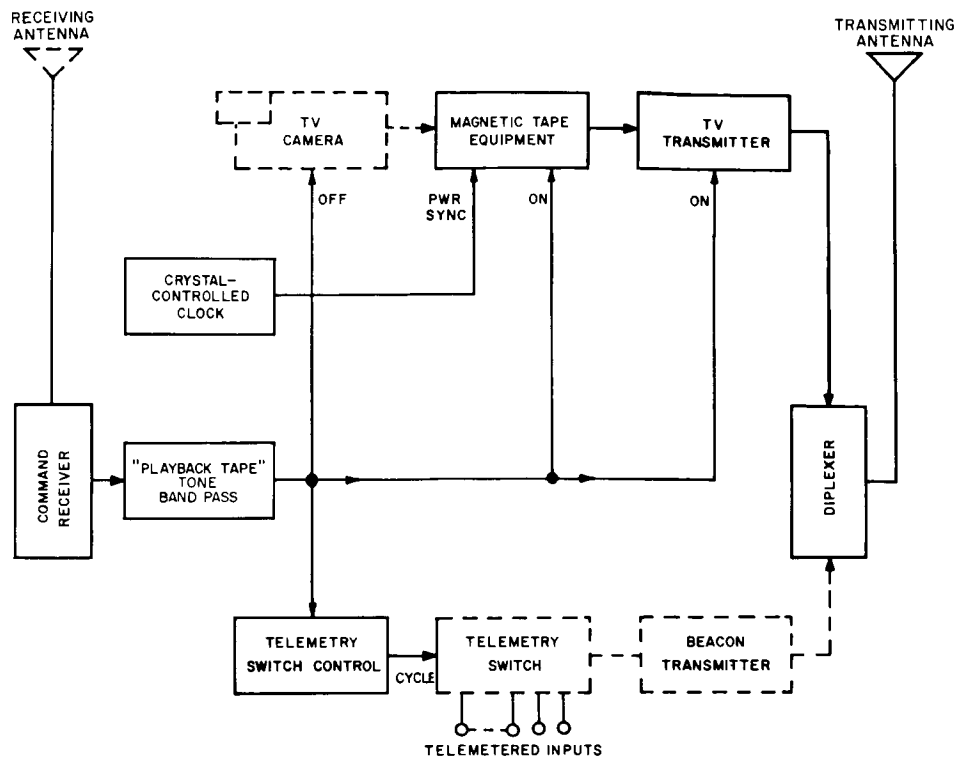 RECEIVING
ANTENNA
TRANSMITTING
ANTENNA
TV
CAMERA
MAGNETIC TAPE
EQUIPMENT
TV
TRANSMITTER
OFF
PWR
SYNC
ON
ON
CRYSTAL-
CONTROLLED
CLOCK
COMMAND
RECEIVER
"PLAYBACK TAPE"
TONE
BAND PASS
DIPLEXER
TELEMETRY
SWITCH CONTROL
CYCLE
TELEMETRY
SWITCH
BEACON
TRANSMITTER
TELEMETERED INPUTS